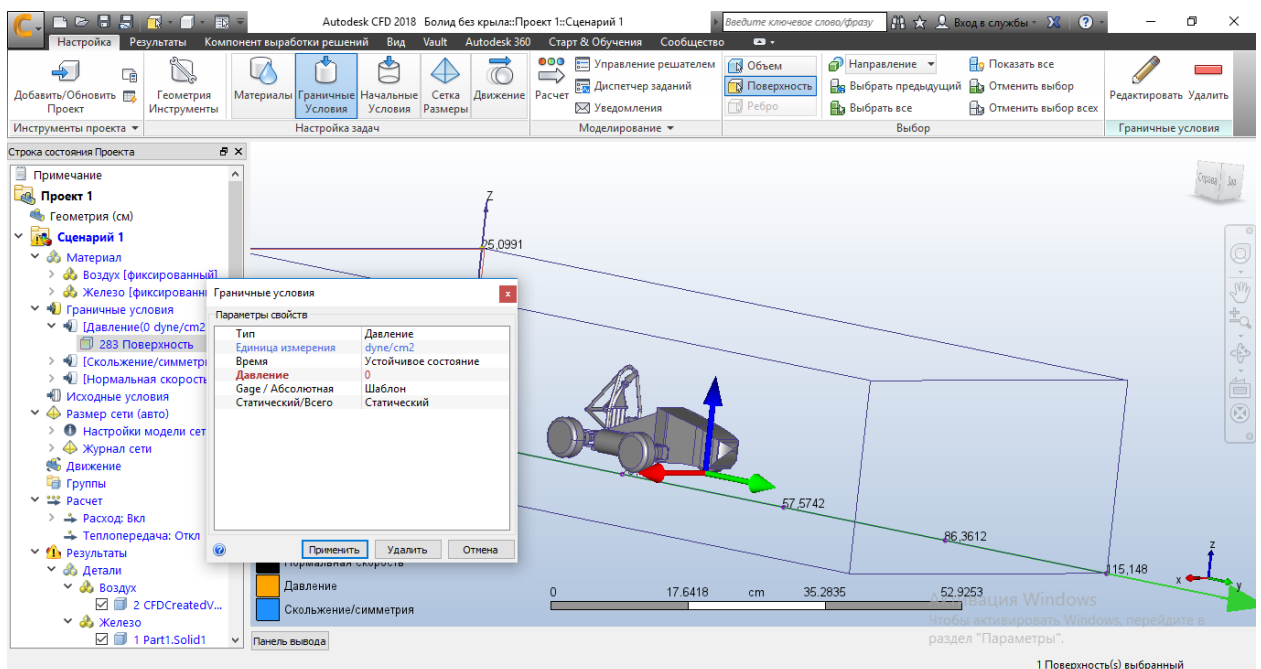 Autodesk CFD 2018 Болид без крыла::Проект 1::Сценарий 1
Введите ключевое слово/фразу
Вход в службы
Настройка Результаты Компонент выработки решений Вид Vault Autodesk 360 Старт & Обучения Сообщество
Добавить/Обновить Проект
Геометрия Инструменты
Материалы
Граничные Условия
Начальные Условия
Сетка Размеры
Движение
Расчет
Управление решателем
Диспетчер заданий
Уведомления
Объем
Поверхность
Ребро
Направление
Выбрать предыдущий
Выбрать все
Показать все
Отменить выбор
Отменить выбор всех
Редактировать
Удалить
Инструменты проекта
Настройка задач
Моделирование
Выбор
Граничные условия
Строка состояния Проекта
Примечание
Проект 1
Геометрия (см)
Сценарий 1
Материал
Воздух [фиксированный]
Железо [фиксированн
Граничные условия
[Давление(0 dyne/cm2
283 Поверхность
[Скольжение/симметр
[Нормальная скорость
Исходные условия
Размер сети (авто)
Настройки модели сет
Журнал сети
Движение
Группы
Расчет
Расход: Вкл
Теплопередача: Откл
Результаты
Детали
Воздух
2 CFDCreatedV...
Железо
1 Part1.Solid1
Граничные условия
Параметры свойств
Тип Давление
Единица измерения dyne/cm2
Время Устойчивое состояние
Давление 0
Gage / Абсолютная Шаблон
Статический/Всего Статический
Применить Удалить Отмена
Z
25,0991
57,5742
86,3612
115,148
Справа
Зад
z
x
y
Нормальная скорость
Давление
Скольжение/симметрия
0 17.6418 cm 35.2835 52.9253
Активация Windows
Чтобы активировать Windows, перейдите в
раздел "Параметры".
Панель вывода
1 Поверхность(s) выбранный